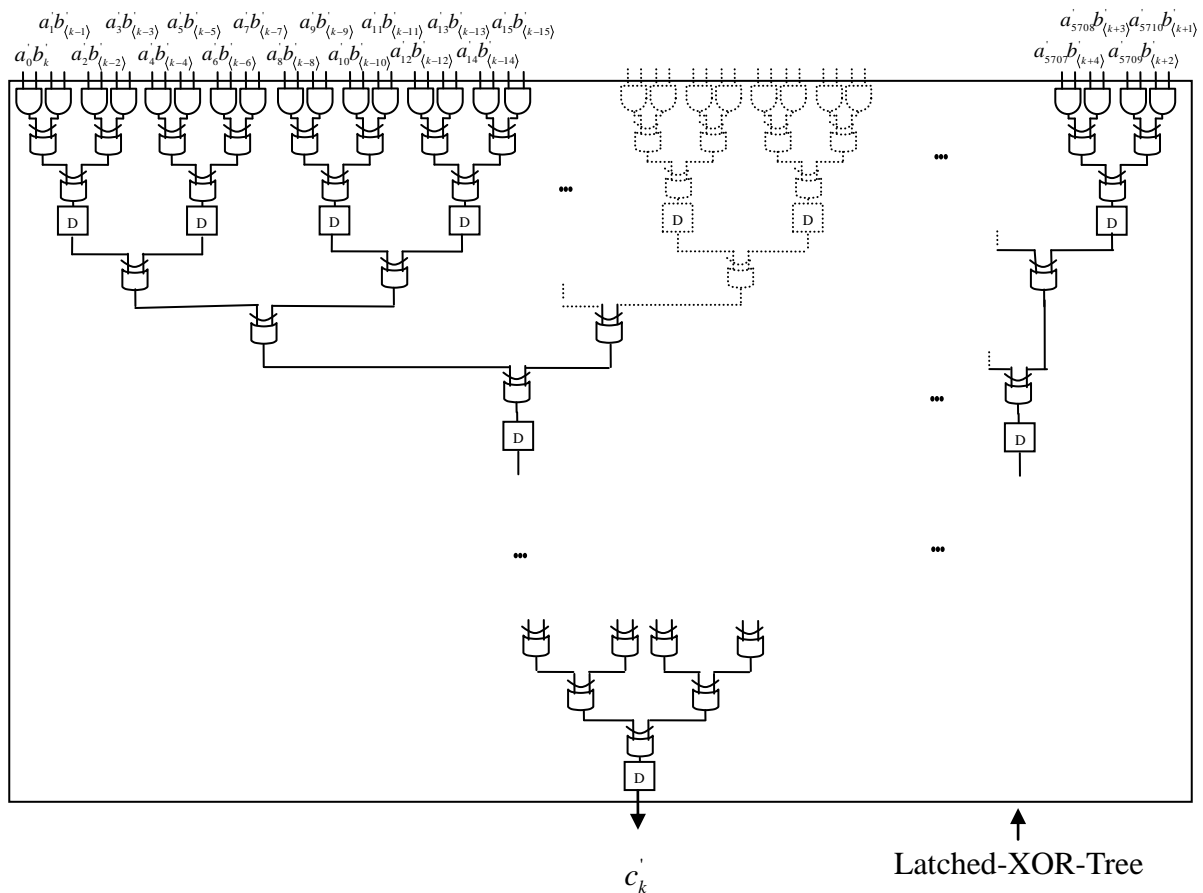 a'₁b'₍ₖ₋₁₎ a'₃b'₍ₖ₋₃₎ a'₅b'₍ₖ₋₅₎ a'₇b'₍ₖ₋₇₎ a'₉b'₍ₖ₋₉₎ a'₁₁b'₍ₖ₋₁₁₎ a'₁₃b'₍ₖ₋₁₃₎ a'₁₅b'₍ₖ₋₁₅₎ a'₅₇₀₈b'₍ₖ₊₃₎ a'₅₇₁₀b'₍ₖ₊₁₎
a'₀b'ₖ a'₂b'₍ₖ₋₂₎ a'₄b'₍ₖ₋₄₎ a'₆b'₍ₖ₋₆₎ a'₈b'₍ₖ₋₈₎ a'₁₀b'₍ₖ₋₁₀₎ a'₁₂b'₍ₖ₋₁₂₎ a'₁₄b'₍ₖ₋₁₄₎ a'₅₇₀₇b'₍ₖ₊₄₎ a'₅₇₀₉b'₍ₖ₊₂₎
...
...
D D D D D D D
...
D D
... ...
D
Latched-XOR-Tree
c'ₖ